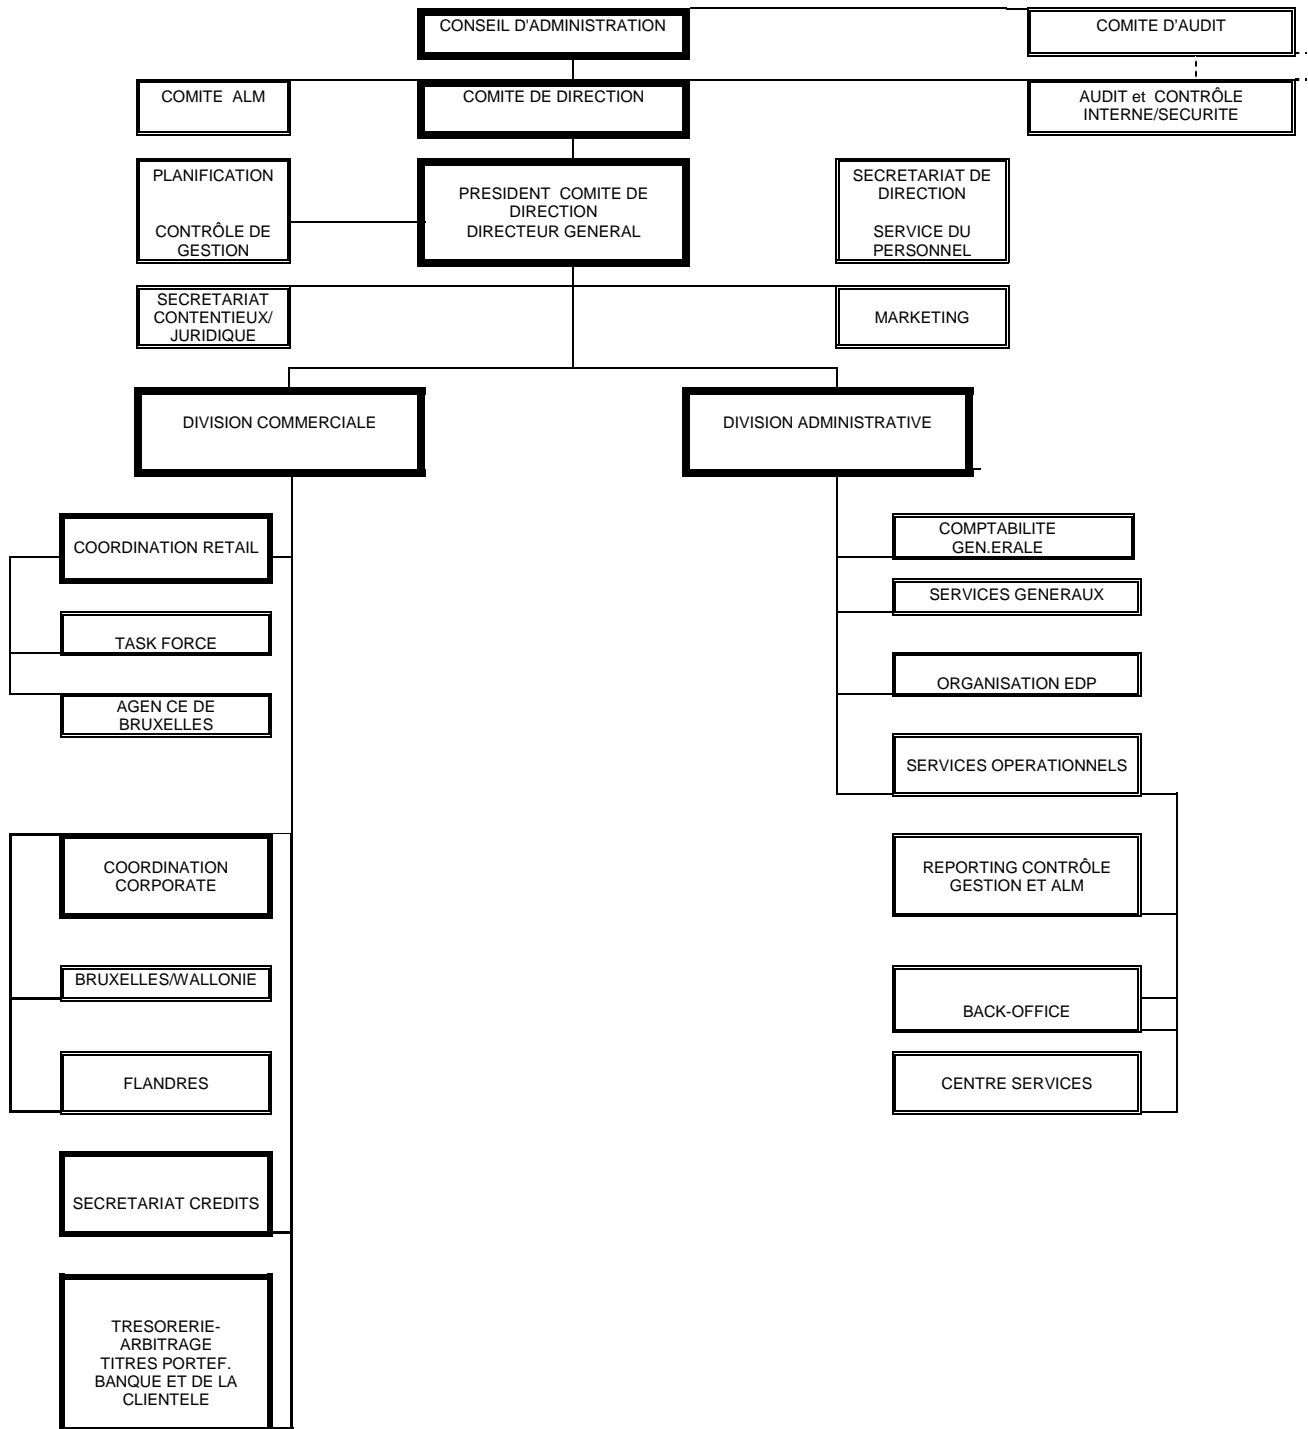 CONSEIL D'ADMINISTRATION
COMITE D'AUDIT
COMITE ALM
COMITE DE DIRECTION
AUDIT et CONTRÔLE
INTERNE/SECURITE
PLANIFICATION
CONTRÔLE DE
GESTION
PRESIDENT COMITE DE
DIRECTION
DIRECTEUR GENERAL
SECRETARIAT DE
DIRECTION
SERVICE DU
PERSONNEL
SECRETARIAT
CONTENTIEUX/
JURIDIQUE
MARKETING
DIVISION COMMERCIALE
DIVISION ADMINISTRATIVE
COORDINATION RETAIL
TASK FORCE
AGEN CE DE
BRUXELLES
COORDINATION
CORPORATE
BRUXELLES/WALLONIE
FLANDRES
SECRETARIAT CREDITS
TRESORERIE-
ARBITRAGE
TITRES PORTEF.
BANQUE ET DE LA
CLIENTELE
COMPTABILITE
GEN.ERALE
SERVICES GENERAUX
ORGANISATION EDP
SERVICES OPERATIONNELS
REPORTING CONTRÔLE
GESTION ET ALM
BACK-OFFICE
CENTRE SERVICES